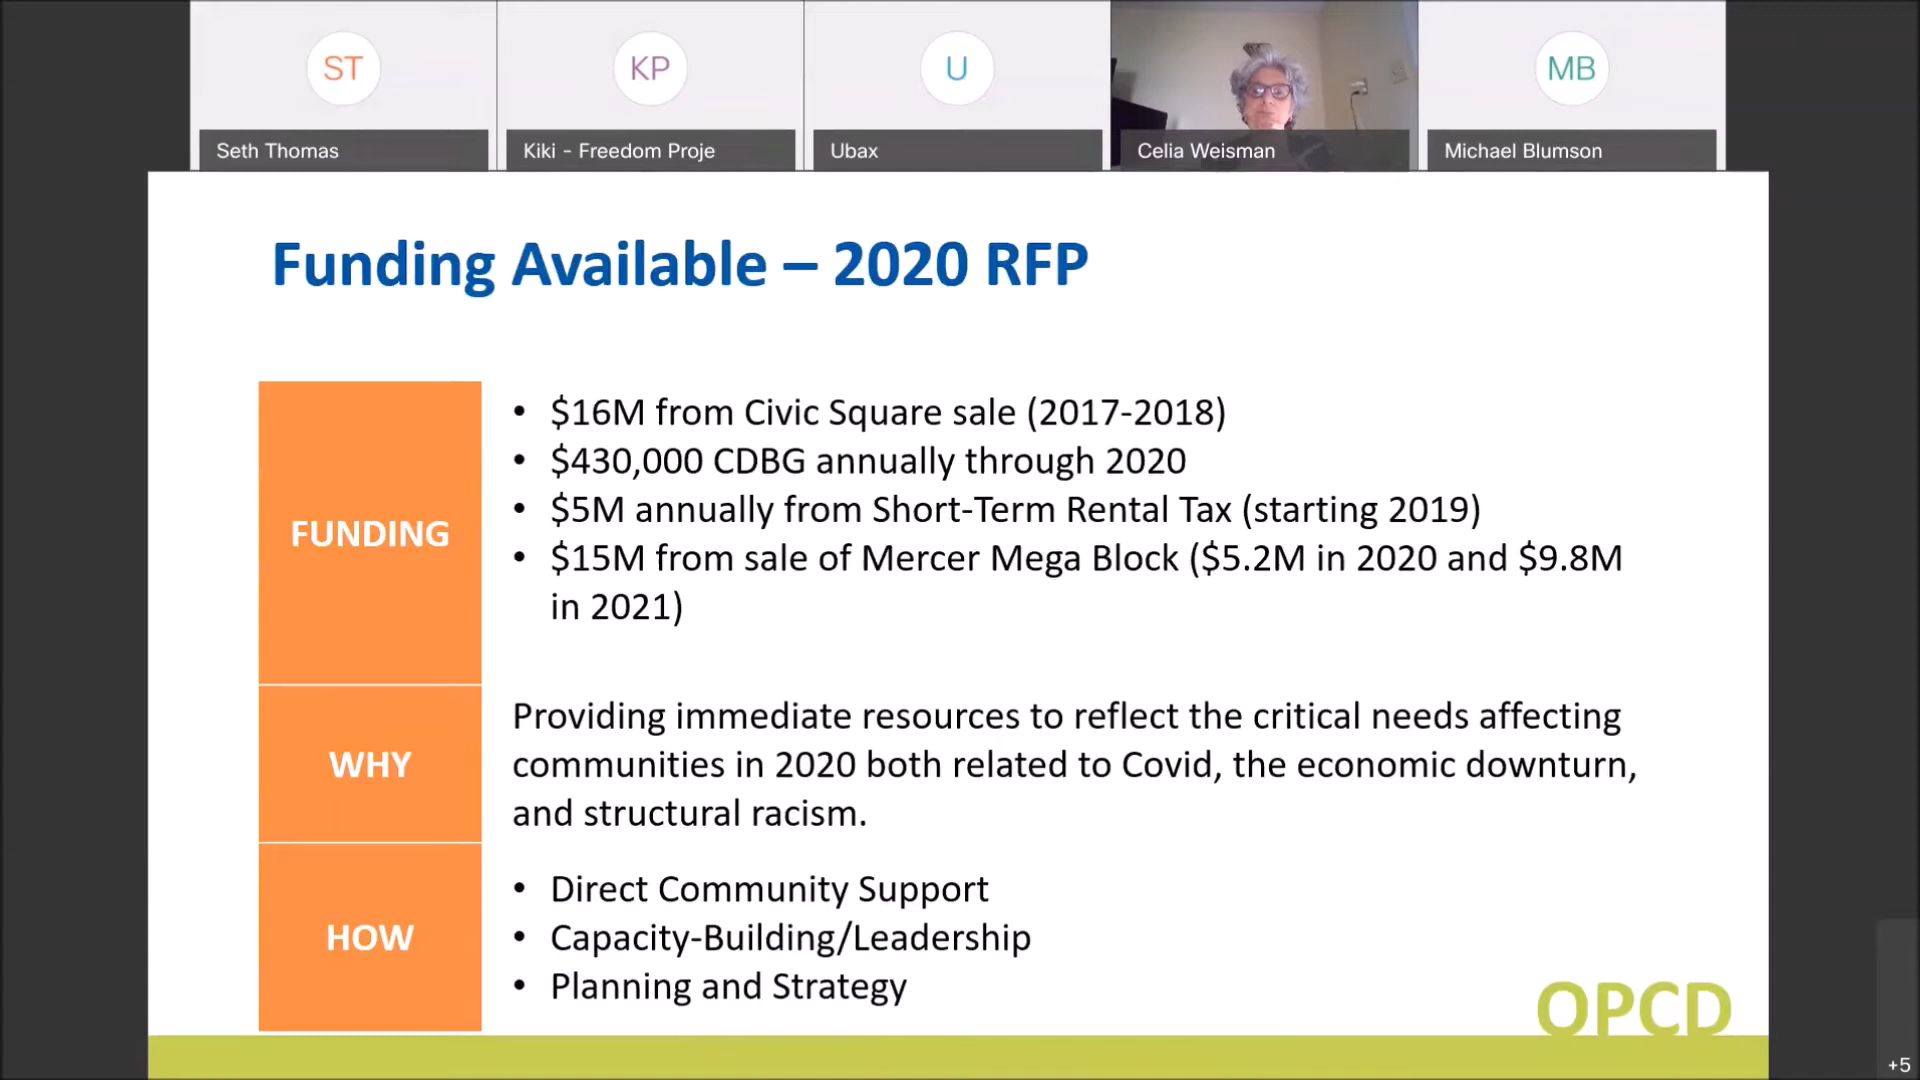 ST
KP
U
MB
Seth Thomas
Kiki - Freedom Proje
Ubax
Celia Weisman
Michael Blumson
Funding Available – 2020 RFP
FUNDING
• $16M from Civic Square sale (2017-2018)
• $430,000 CDBG annually through 2020
• $5M annually from Short-Term Rental Tax (starting 2019)
• $15M from sale of Mercer Mega Block ($5.2M in 2020 and $9.8M
in 2021)
WHY
Providing immediate resources to reflect the critical needs affecting
communities in 2020 both related to Covid, the economic downturn,
and structural racism.
HOW
• Direct Community Support
• Capacity-Building/Leadership
• Planning and Strategy
OPCD
+5